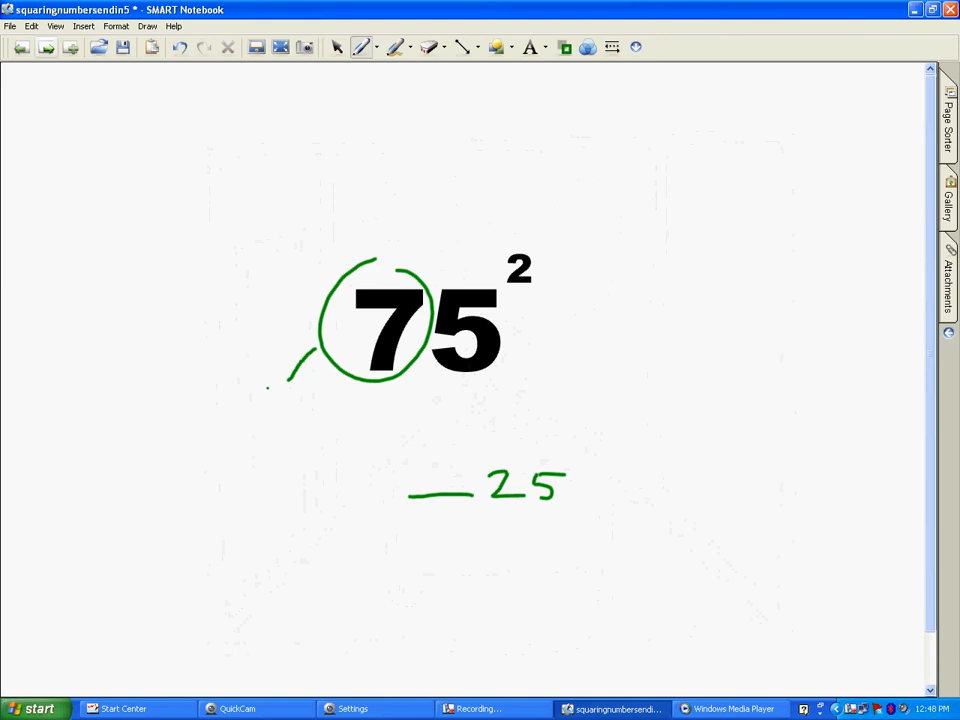 squaringnumbersendin5 * - SMART Notebook
File Edit View Insert Format Draw Help
Page Sorter
Gallery
Attachments
75²
__ 25
start Start Center QuickCam Settings Recording... squaringnumbersendi... Windows Media Player 12:48 PM